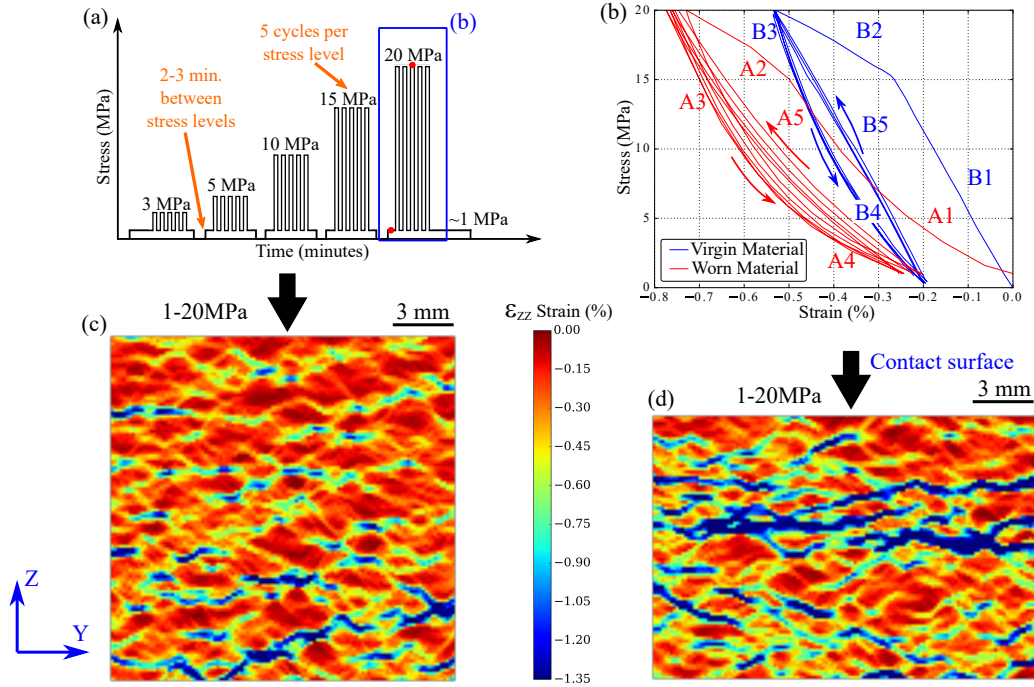 (a)
(b)
5 cycles per
stress level
20 MPa
2-3 min.
between
stress levels
15 MPa
10 MPa
5 MPa
3 MPa
~1 MPa
Stress (MPa)
Time (minutes)
(b)
20
15
10
5
0
Stress (MPa)
−0.8
−0.7
−0.6
−0.5
−0.4
−0.3
−0.2
−0.1
0.0
Strain (%)
B3
B2
A2
A3
A5
B5
B1
B4
A1
A4
Virgin Material
Worn Material
(c)
1-20MPa
3 mm
εZZ Strain (%)
0.00
−0.15
−0.30
−0.45
−0.60
−0.75
−0.90
−1.05
−1.20
−1.35
Z
Y
Contact surface
(d)
1-20MPa
3 mm